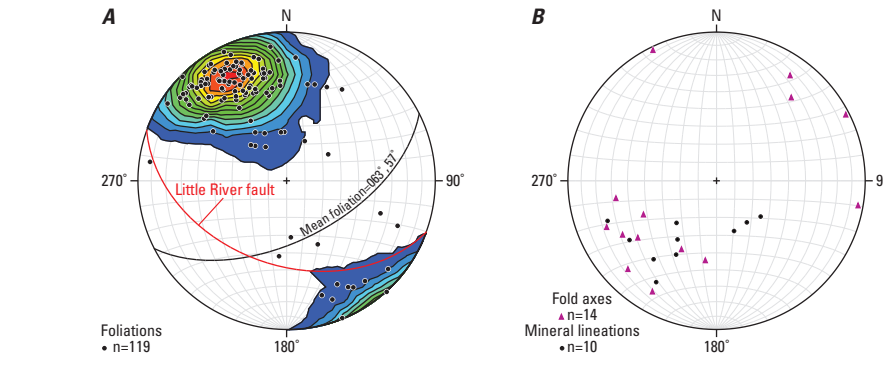 A
N
270°
90°
Little River fault
Mean foliation=063°, 57°
Foliations
• n=119
180°
B
N
270°
9
Fold axes
▲ n=14
Mineral lineations
• n=10
180°